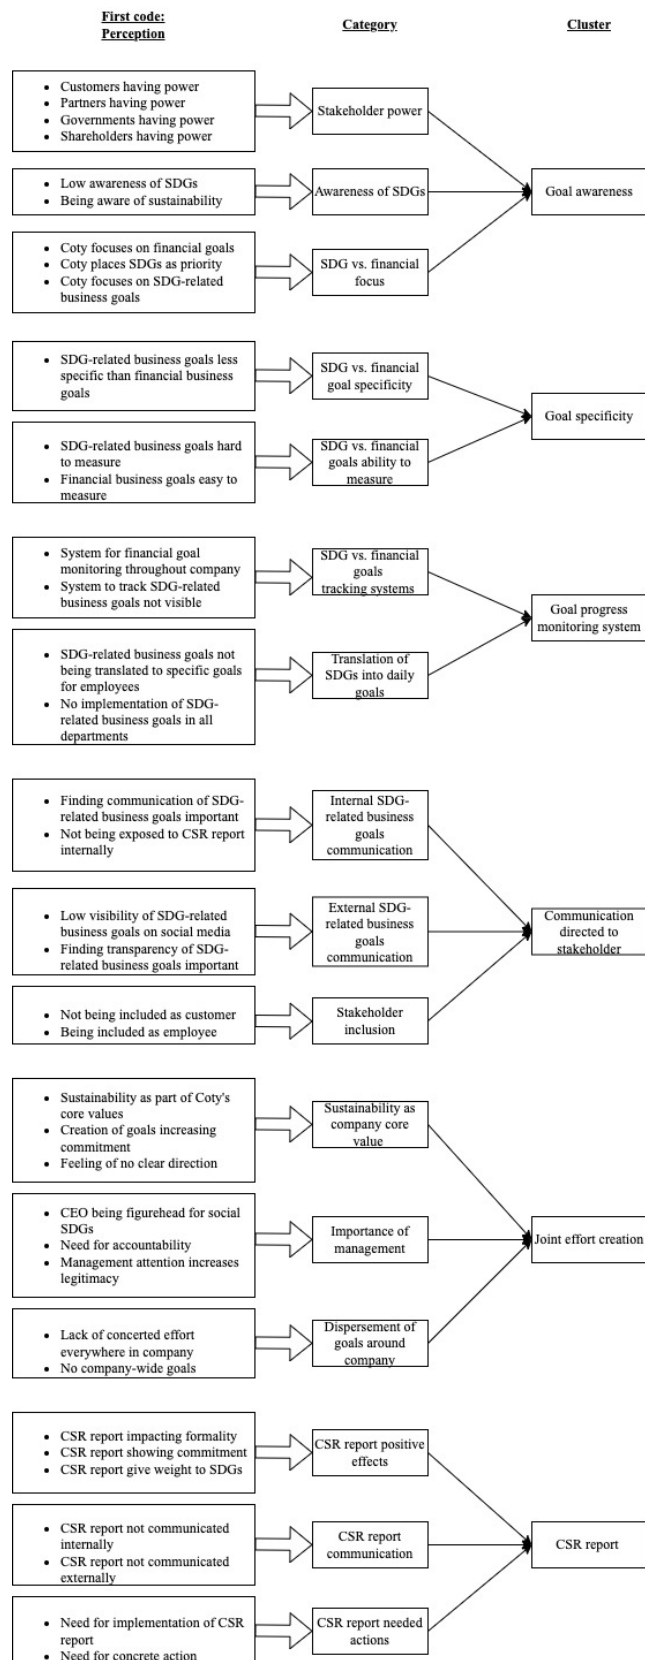 First code:
Perception
Category
Cluster
• Customers having power
• Partners having power
• Governments having power
• Shareholders having power
Stakeholder power
• Low awareness of SDGs
• Being aware of sustainability
Awareness of SDGs
Goal awareness
• Coty focuses on financial goals
• Coty places SDGs as priority
• Coty focuses on SDG-related
business goals
SDG vs. financial
focus
• SDG-related business goals less
specific than financial business
goals
SDG vs. financial
goal specificity
Goal specificity
• SDG-related business goals hard
to measure
• Financial business goals easy to
measure
SDG vs. financial
goals ability to
measure
• System for financial goal
monitoring throughout company
• System to track SDG-related
business goals not visible
SDG vs. financial
goals
tracking systems
Goal progress
monitoring system
• SDG-related business goals not
being translated to specific goals
for employees
• No implementation of SDG-
related business goals in all
departments
Translation of
SDGs into daily
goals
• Finding communication of SDG-
related business goals important
• Not being exposed to CSR report
internally
Internal SDG-
related business
goals
communication
• Low visibility of SDG-related
business goals on social media
• Finding transparency of SDG-
related business goals important
External SDG-
related business
goals
communication
Communication
directed to
stakeholder
• Not being included as customer
• Being included as employee
Stakeholder
inclusion
• Sustainability as part of Coty's
core values
• Creation of goals increasing
commitment
• Feeling of no clear direction
Sustainability as
company core
value
• CEO being figurehead for social
SDGs
• Need for accountability
• Management attention increases
legitimacy
Importance of
management
Joint effort creation
• Lack of concerted effort
everywhere in company
• No company-wide goals
Dispersement of
goals around
company
• CSR report impacting formality
• CSR report showing commitment
• CSR report give weight to SDGs
CSR report positive
effects
• CSR report not communicated
internally
• CSR report not communicated
externally
CSR report
communication
CSR report
• Need for implementation of CSR
report
• Need for concrete action
CSR report needed
actions